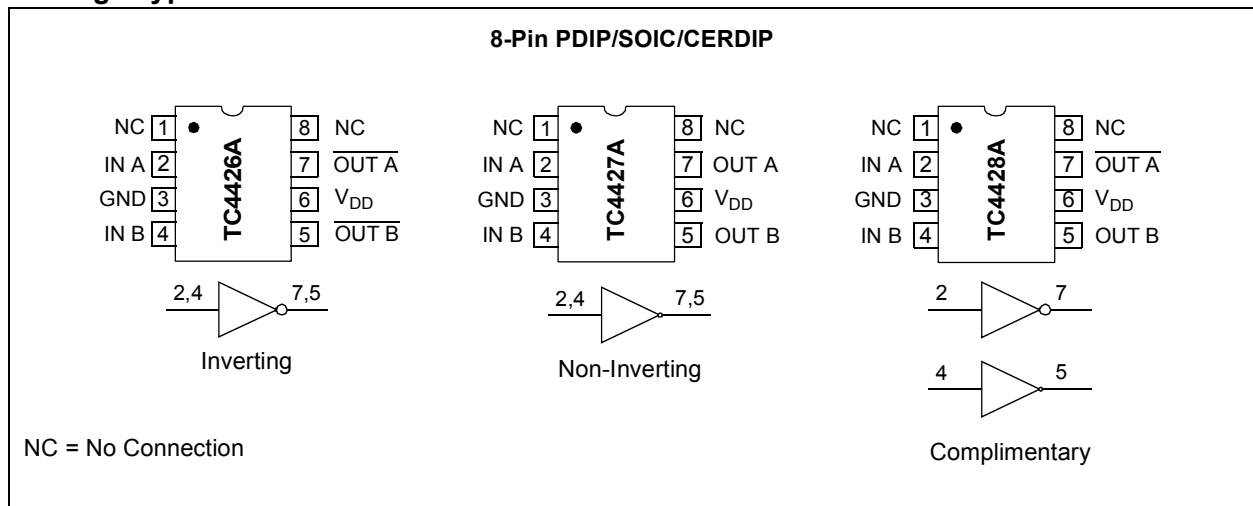 8-Pin PDIP/SOIC/CERDIP
NC 1 8 NC
IN A 2 7 OUT A
GND 3 6 VDD
IN B 4 5 OUT B
TC4426A
2,4 7,5
Inverting
NC 1 8 NC
IN A 2 7 OUT A
GND 3 6 VDD
IN B 4 5 OUT B
TC4427A
2,4 7,5
Non-Inverting
NC 1 8 NC
IN A 2 7 OUT A
GND 3 6 VDD
IN B 4 5 OUT B
TC4428A
2 7
4 5
Complimentary
NC = No Connection